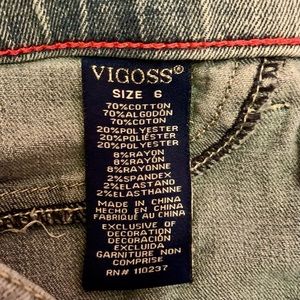 VIGOSS®
SIZE 6
70%COTTON
70%ALGODÓN
70%COTON
20%POLYESTER
20%POLIÉSTER
20%POLYESTER
8%RAYON
8%RAYON
8%RAYONNE
2%SPANDEX
2%ELASTANO
2%ELASTHANNE
MADE IN CHINA
HECHO EN CHINA
FABRIQUÉ AU CHINA
EXCLUSIVE OF
DECORATION
DECORACIÓN
EXCLUIDA
GARNITURE NON
COMPRISE
RN# 110237